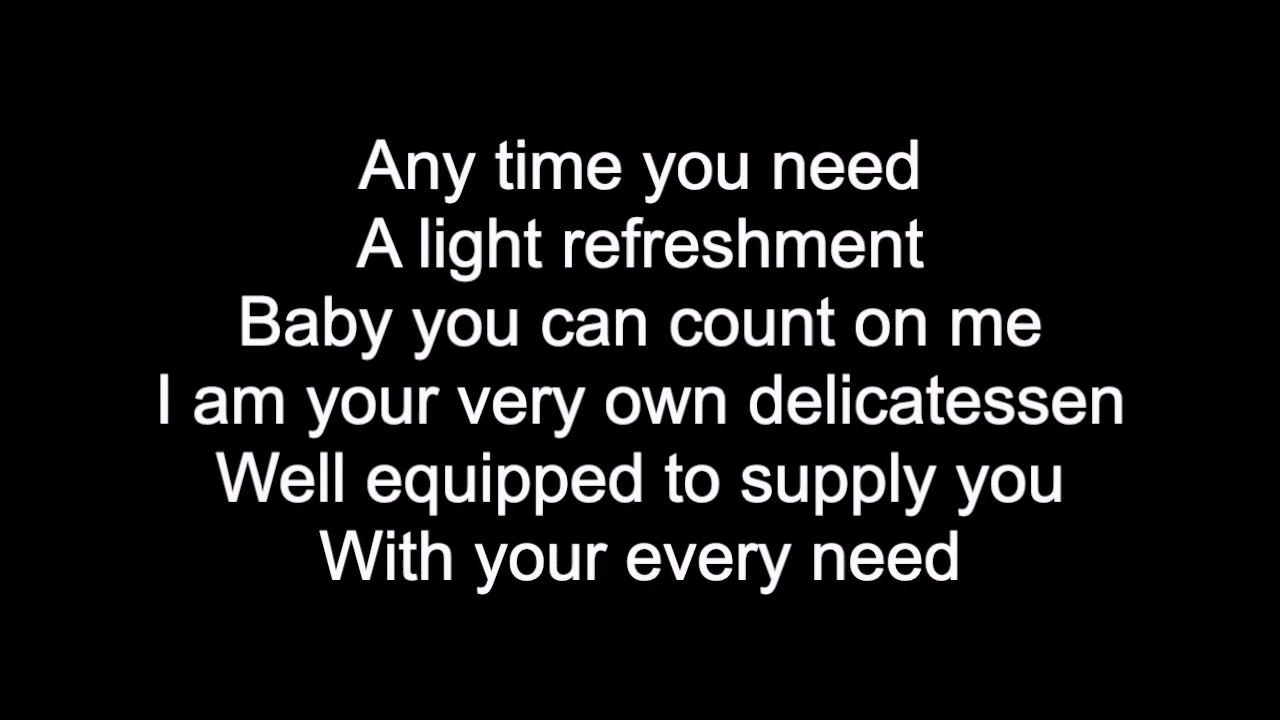 Any time you need
A light refreshment
Baby you can count on me
I am your very own delicatessen
Well equipped to supply you
With your every need